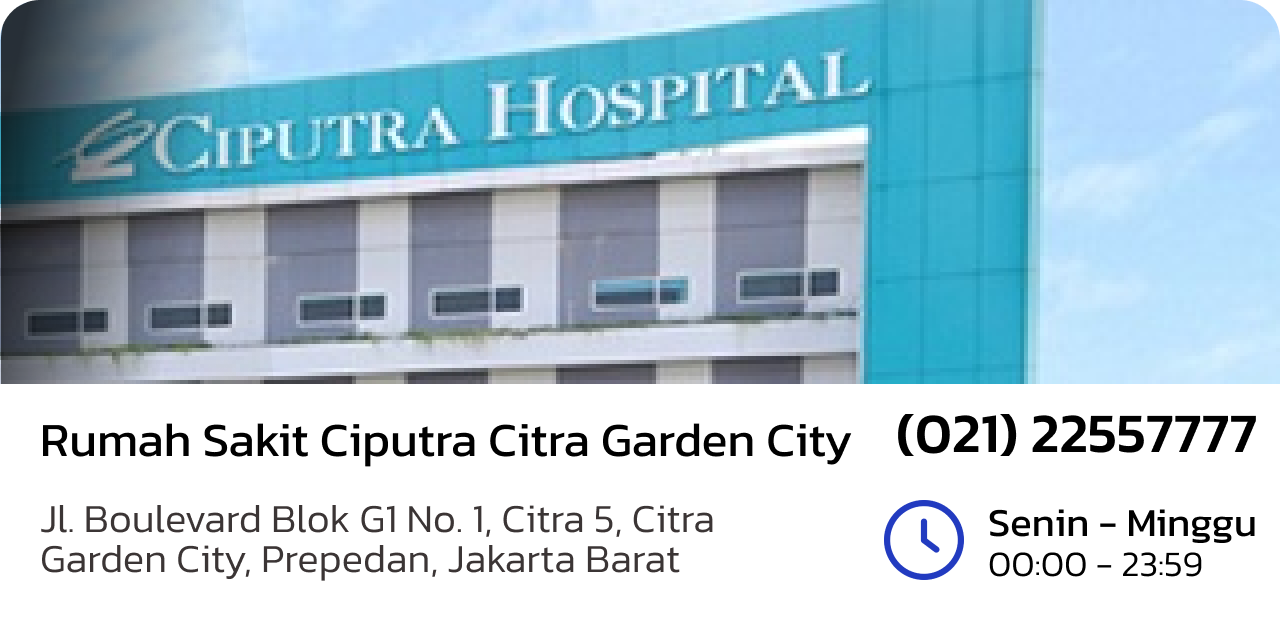 CIPUTRA HOSPITAL
Rumah Sakit Ciputra Citra Garden City
(021) 22557777
Jl. Boulevard Blok G1 No. 1, Citra 5, Citra
Garden City, Prepedan, Jakarta Barat
Senin - Minggu
00:00 - 23:59